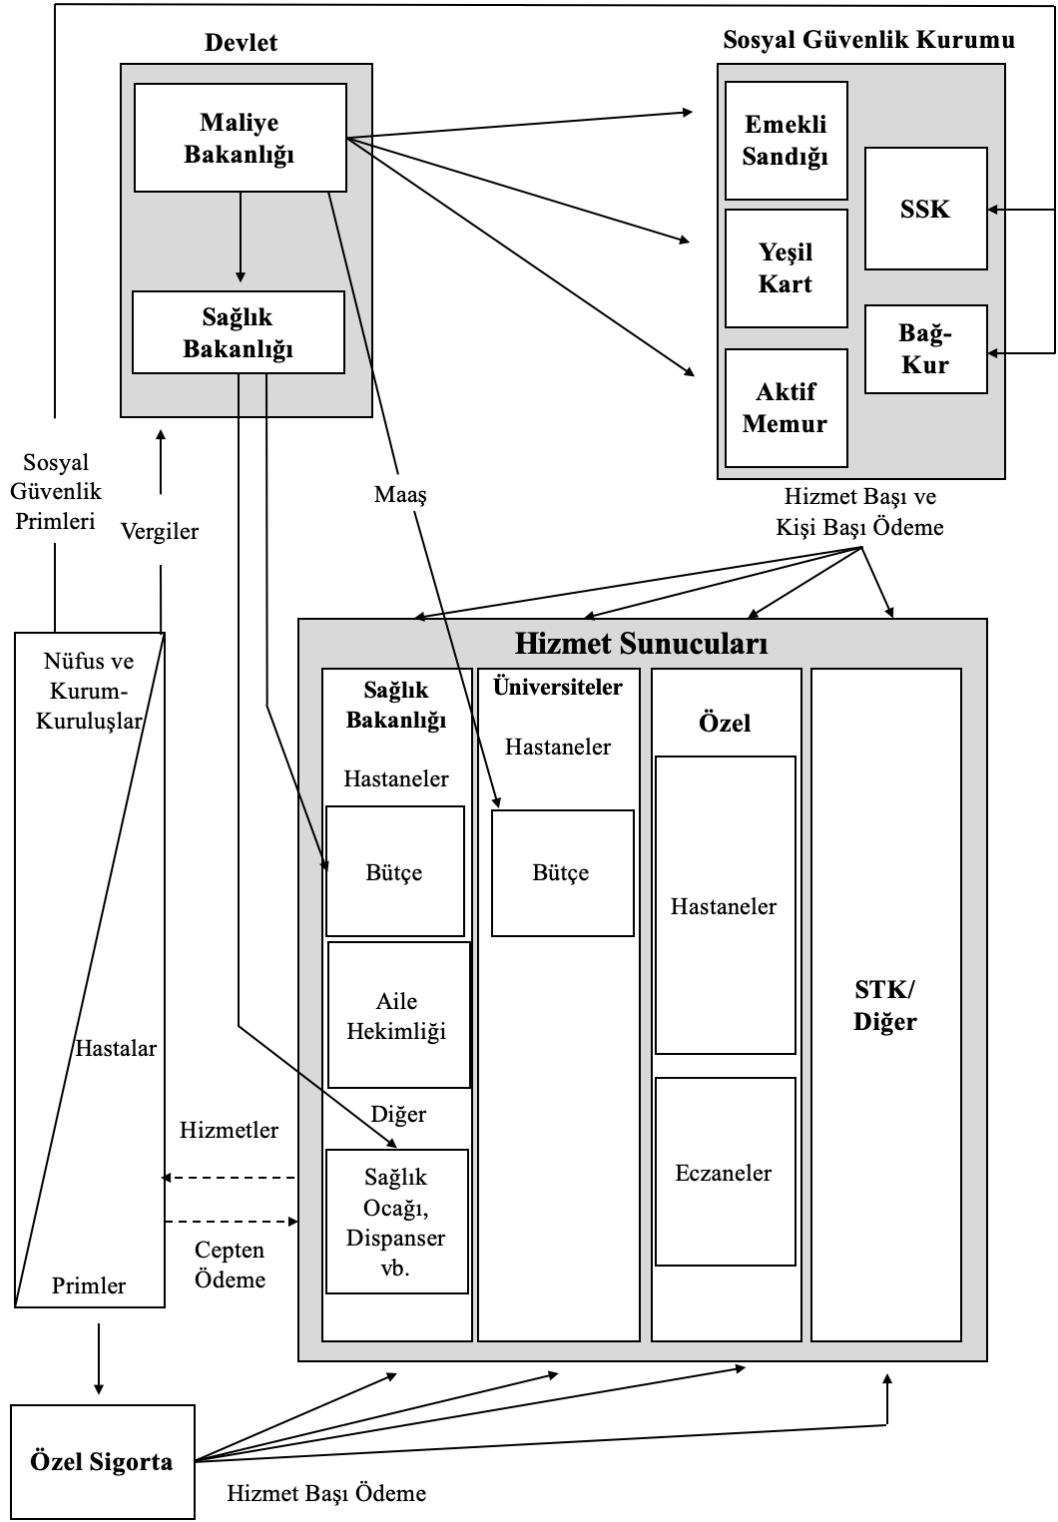 Devlet
Sosyal Güvenlik Kurumu
Maliye
Bakanlığı
Sağlık
Bakanlığı
Emekli
Sandığı
Yeşil
Kart
Aktif
Memur
SSK
Bağ-
Kur
Sosyal
Güvenlik
Primleri
Vergiler
Maaş
Hizmet Başı ve
Kişi Başı Ödeme
Nüfus ve
Kurum-
Kuruluşlar
Hastalar
Primler
Hizmetler
Cepten
Ödeme
Hizmet Sunucuları
Sağlık
Bakanlığı
Hastaneler
Bütçe
Aile
Hekimliği
Diğer
Sağlık
Ocağı,
Dispanser
vb.
Üniversiteler
Hastaneler
Bütçe
Özel
Hastaneler
Eczaneler
STK/
Diğer
Özel Sigorta
Hizmet Başı Ödeme